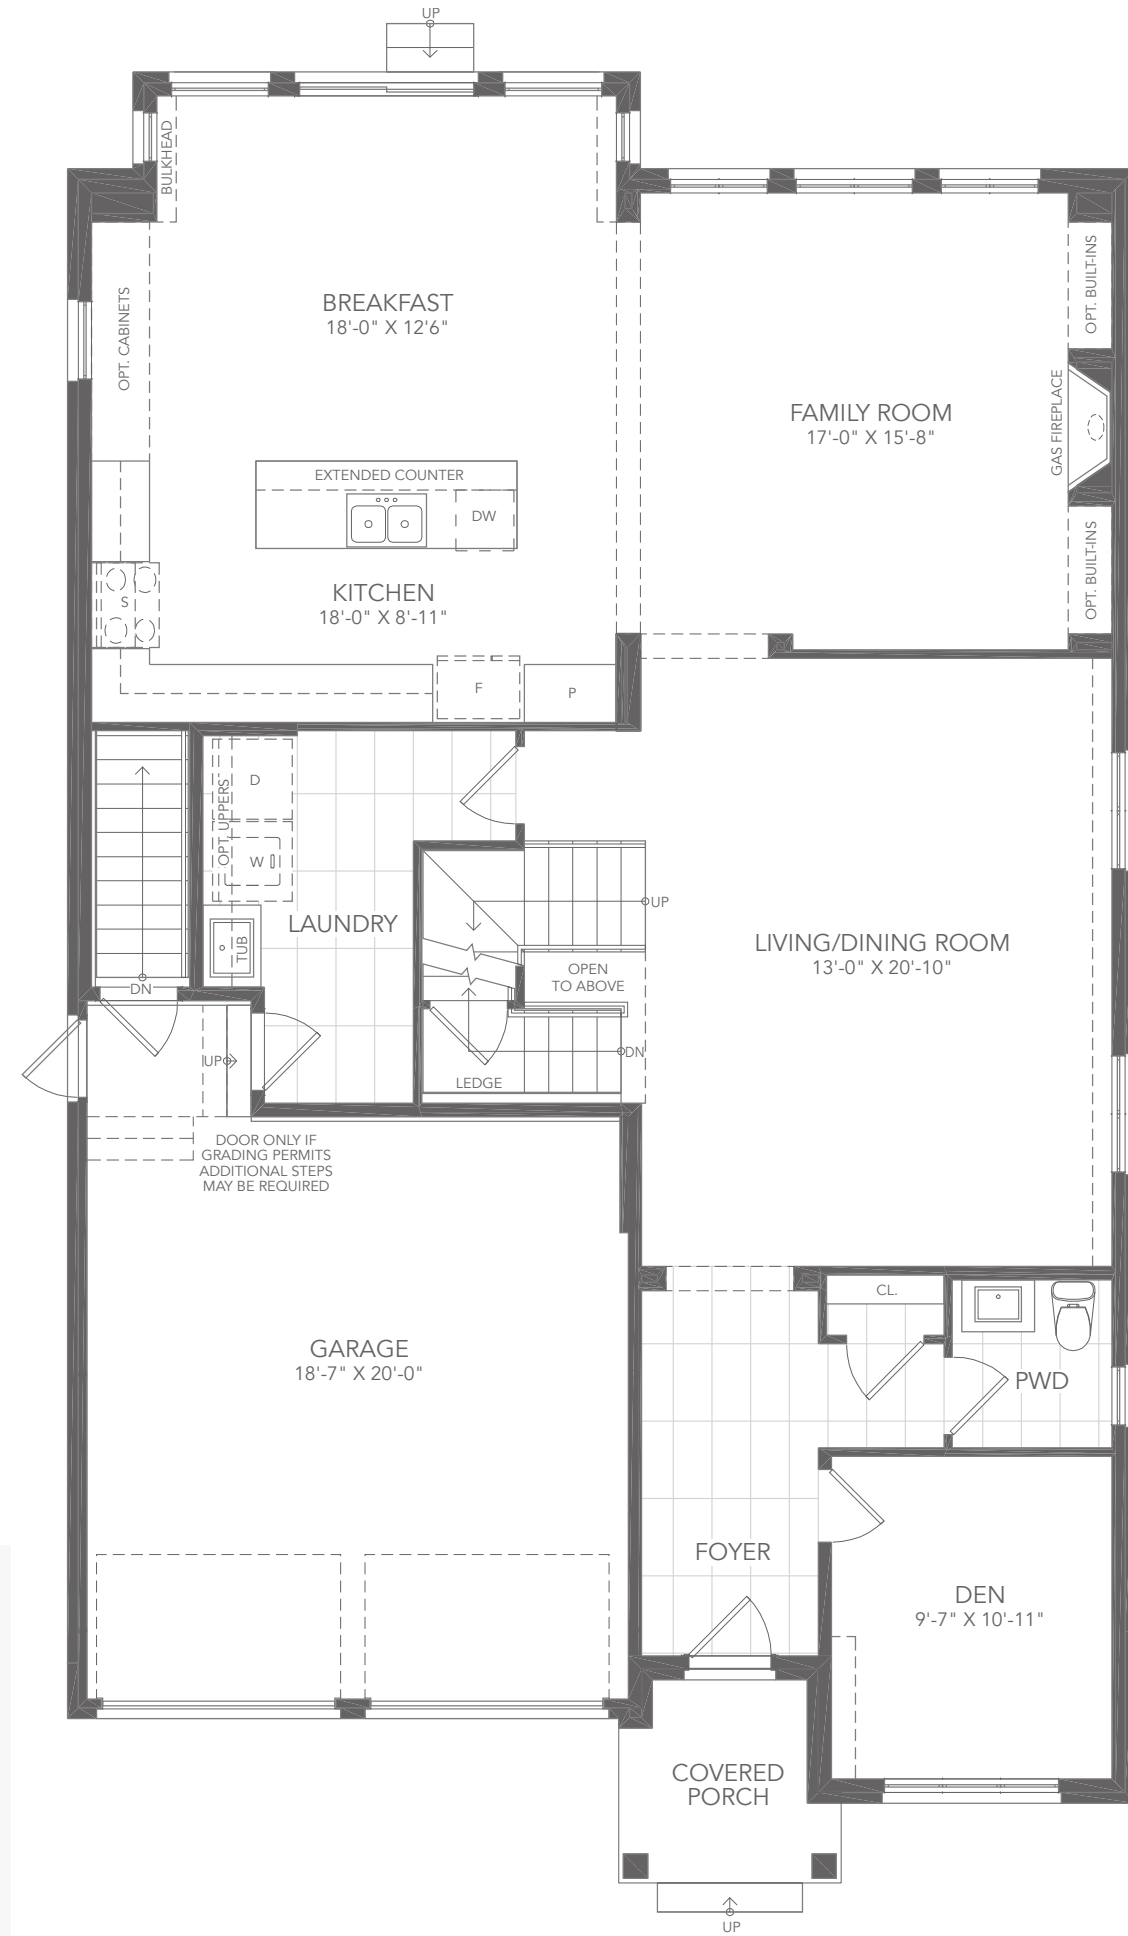 UP
BULKHEAD
OPT. CABINETS
BREAKFAST
18'-0" X 12'6"
OPT. BUILT-INS
FAMILY ROOM
17'-0" X 15'-8"
GAS FIREPLACE
OPT. BUILT-INS
EXTENDED COUNTER
DW
KITCHEN
18'-0" X 8'-11"
S
F
P
D
OPT. UPPERS
W
LAUNDRY
TUB
UP
OPEN
TO ABOVE
LIVING/DINING ROOM
13'-0" X 20'-10"
DN
UP
DN
LEDGE
DOOR ONLY IF
GRADING PERMITS
ADDITIONAL STEPS
MAY BE REQUIRED
CL.
GARAGE
18'-7" X 20'-0"
PWD
FOYER
DEN
9'-7" X 10'-11"
COVERED
PORCH
UP